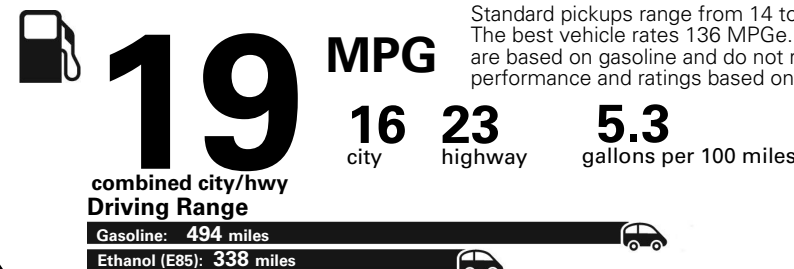 Standard pickups range from 14 to
The best vehicle rates 136 MPGe.
are based on gasoline and do not
performance and ratings based on
19 MPG
16 23 5.3
city highway gallons per 100 miles
combined city/hwy
Driving Range
Gasoline: 494 miles
Ethanol (E85): 338 miles